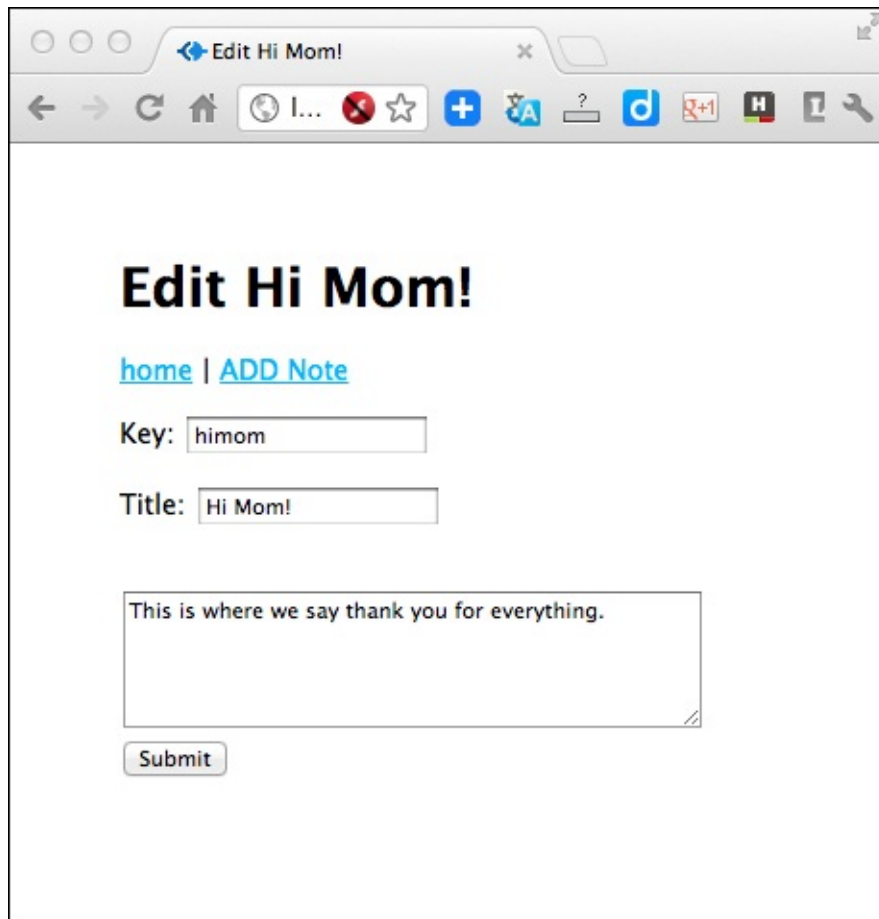 Edit Hi Mom!
l...
?
g+1
H
Edit Hi Mom!
home | ADD Note
Key: himom
Title: Hi Mom!
This is where we say thank you for everything.
Submit